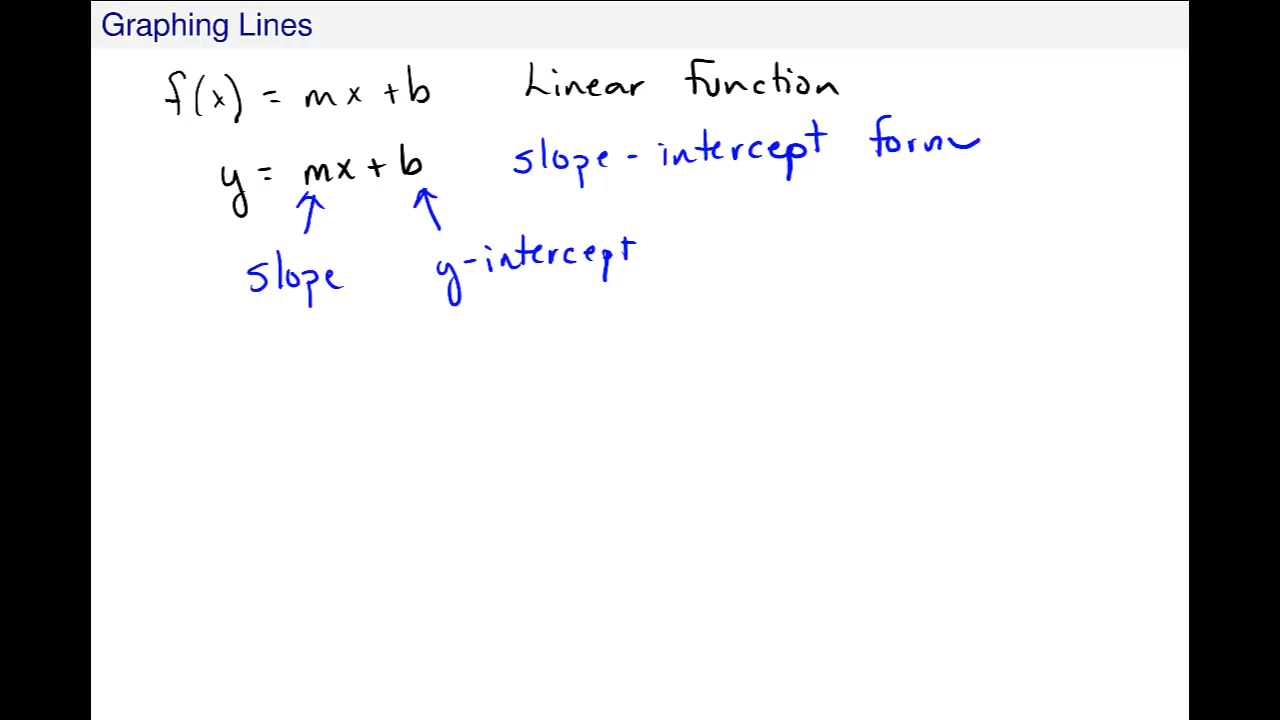 Graphing Lines
f(x) = mx + b Linear Function
y = mx + b slope - intercept form
slope y-intercept